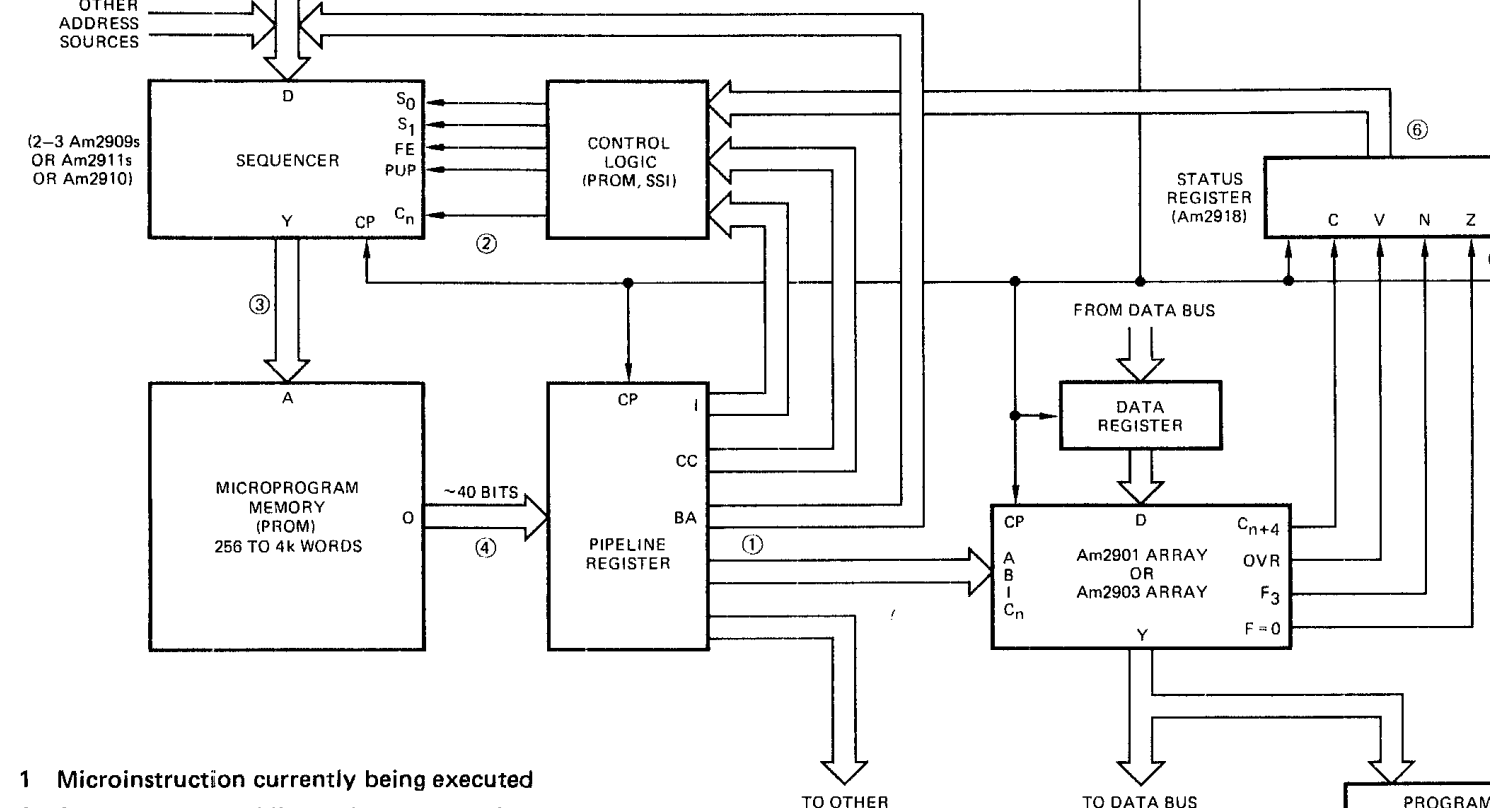 OTHER
ADDRESS
SOURCES
D
S0
S1
FE
PUP
Cn
SEQUENCER
Y
CP
(2–3 Am2909s
OR Am2911s
OR Am2910)
CONTROL
LOGIC
(PROM, SSI)
②
⑥
STATUS
REGISTER
(Am2918)
C V N Z
③
FROM DATA BUS
A
MICROPROGRAM
MEMORY
(PROM)
256 TO 4k WORDS
O
~40 BITS
④
CP
I
CC
BA
PIPELINE
REGISTER
①
DATA
REGISTER
CP
D
A
B
I
Cn
Am2901 ARRAY
OR
Am2903 ARRAY
Cn+4
OVR
F3
F = 0
Y
1 Microinstruction currently being executed
TO OTHER
TO DATA BUS
PROGRAM